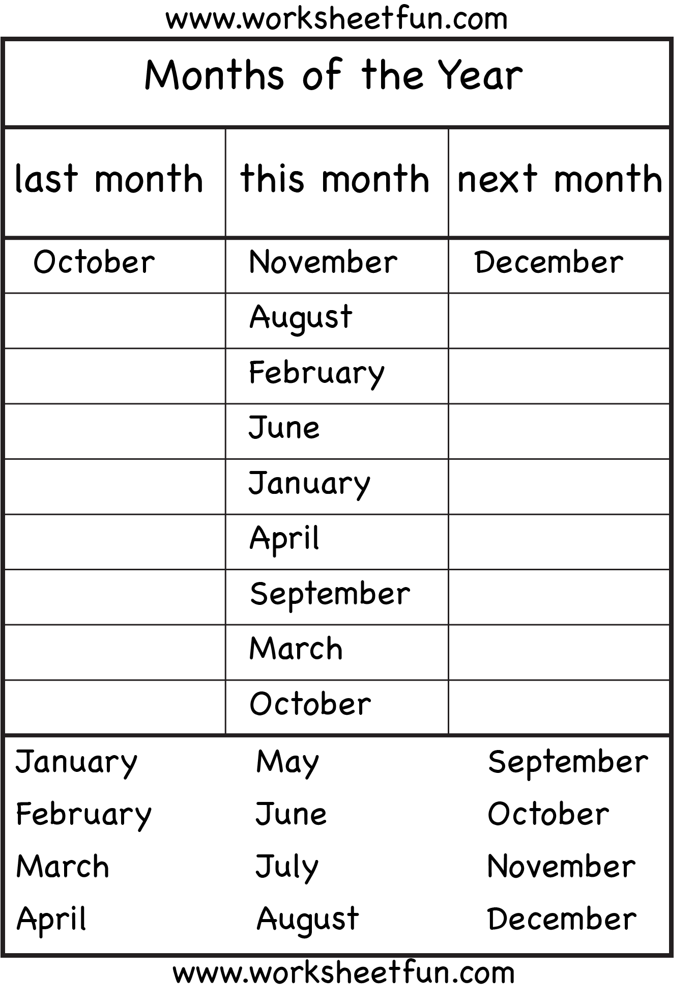 www.worksheetfun.com
Months of the Year
last month this month next month
October November December
August
February
June
January
April
September
March
October
January May September
February June October
March July November
April August December
www.worksheetfun.com